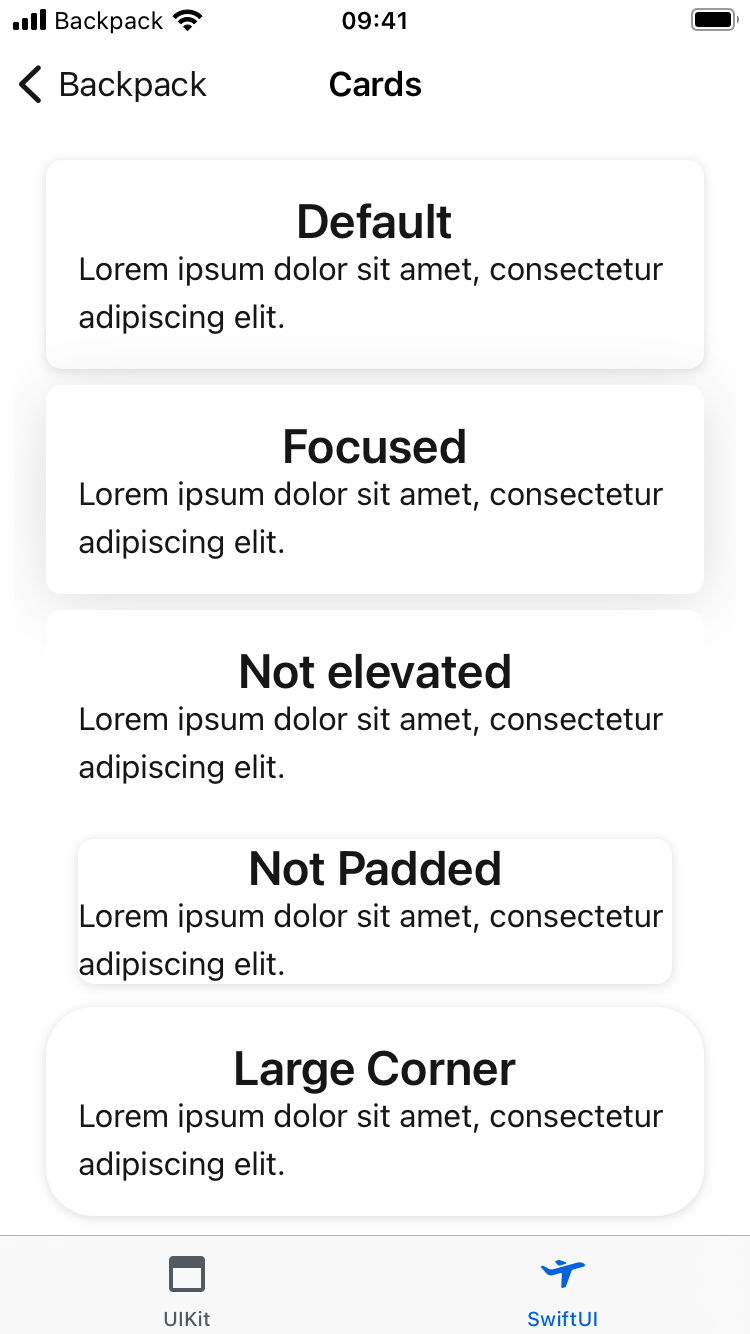 Backpack 09:41
Backpack Cards
Default
Lorem ipsum dolor sit amet, consectetur
adipiscing elit.
Focused
Lorem ipsum dolor sit amet, consectetur
adipiscing elit.
Not elevated
Lorem ipsum dolor sit amet, consectetur
adipiscing elit.
Not Padded
Lorem ipsum dolor sit amet, consectetur
adipiscing elit.
Large Corner
Lorem ipsum dolor sit amet, consectetur
adipiscing elit.
UIKit SwiftUI